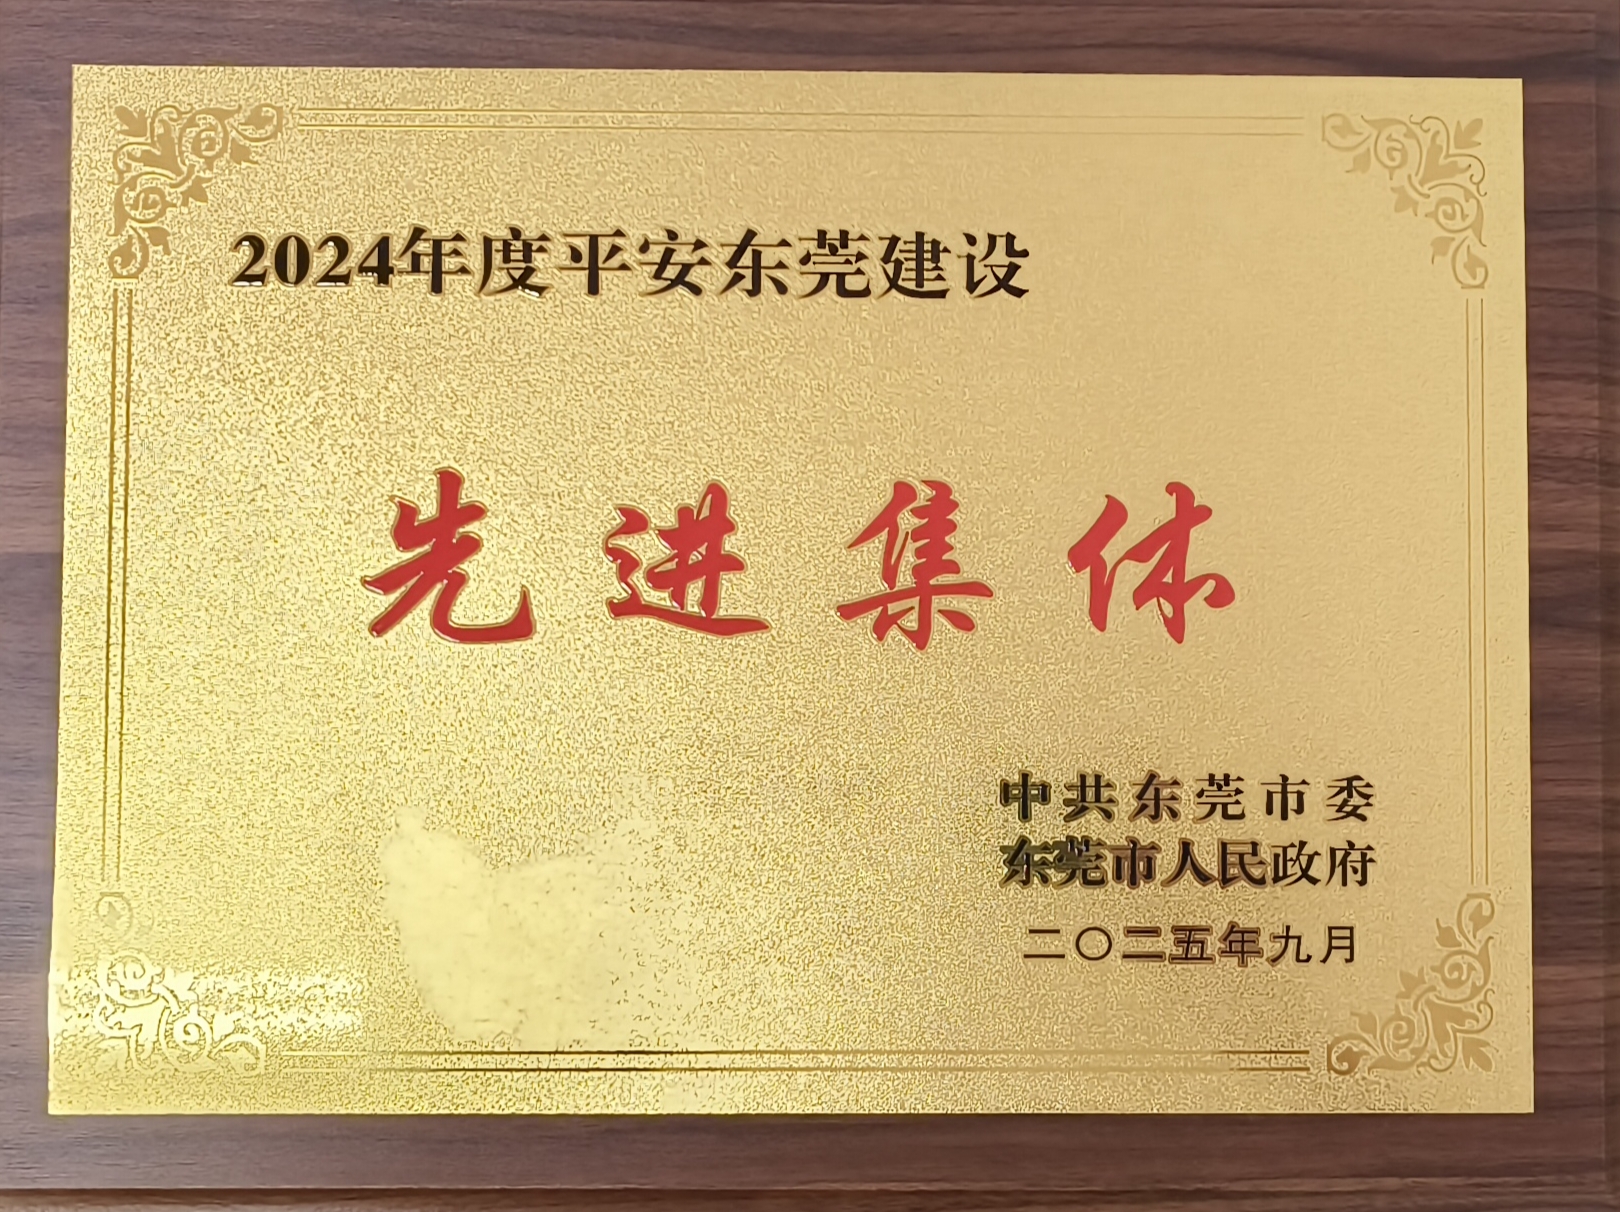 2024年度平安东莞建设
先进集体
中共东莞市委
东莞市人民政府
二〇二五年九月